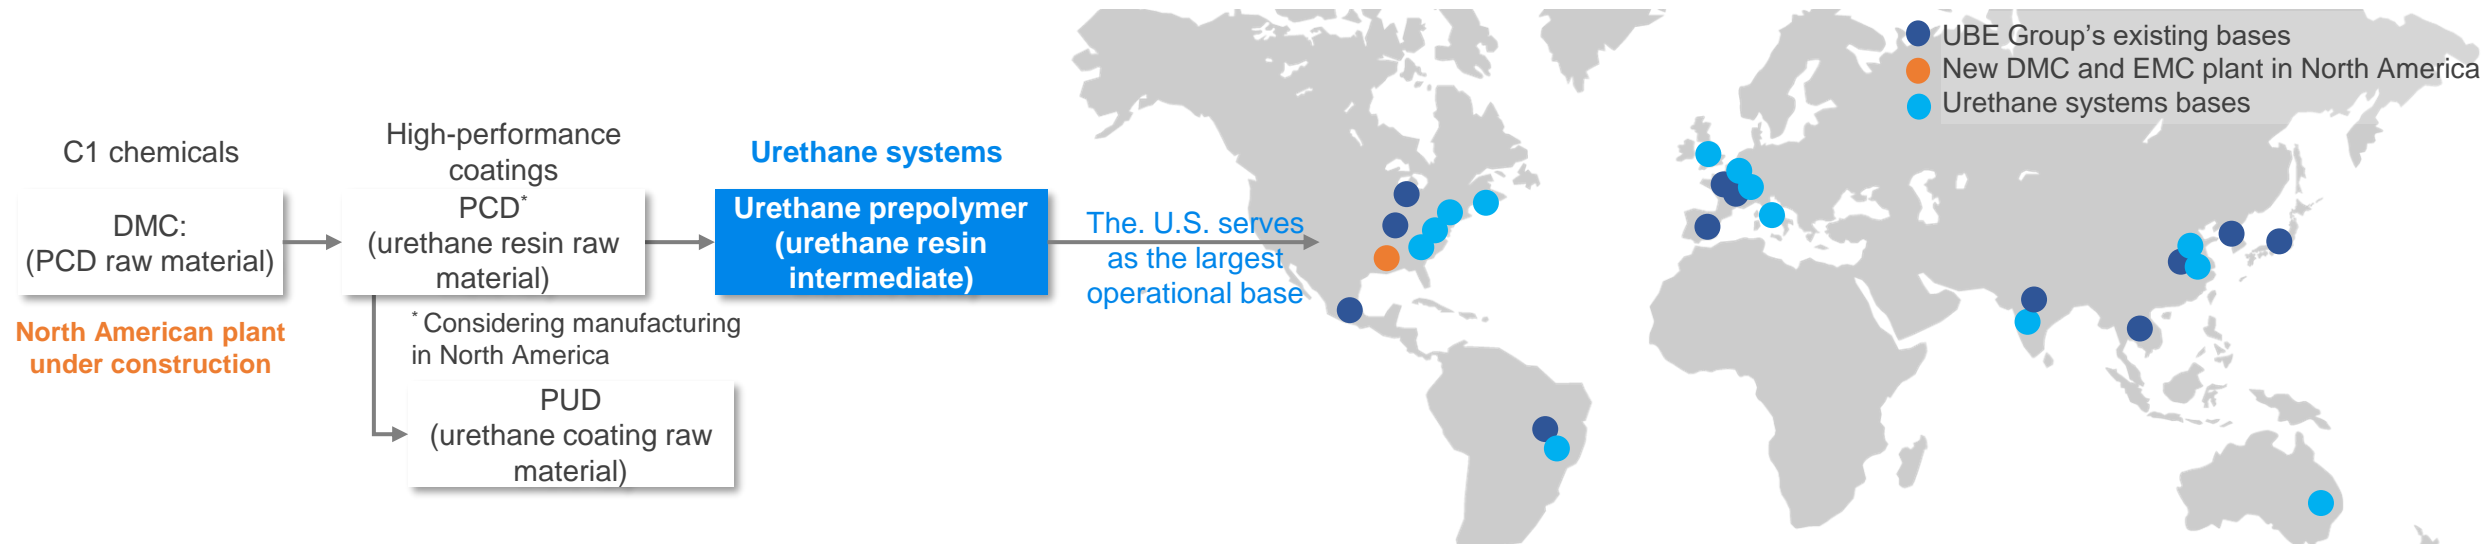 C1 chemicals
DMC:
(PCD raw material)
North American plant
under construction
High-performance
coatings
PCD*
(urethane resin raw
material)
* Considering manufacturing
in North America
PUD
(urethane coating raw
material)
Urethane systems
Urethane prepolymer
(urethane resin
intermediate)
The. U.S. serves
as the largest
operational base
UBE Group's existing bases
New DMC and EMC plant in North America
Urethane systems bases